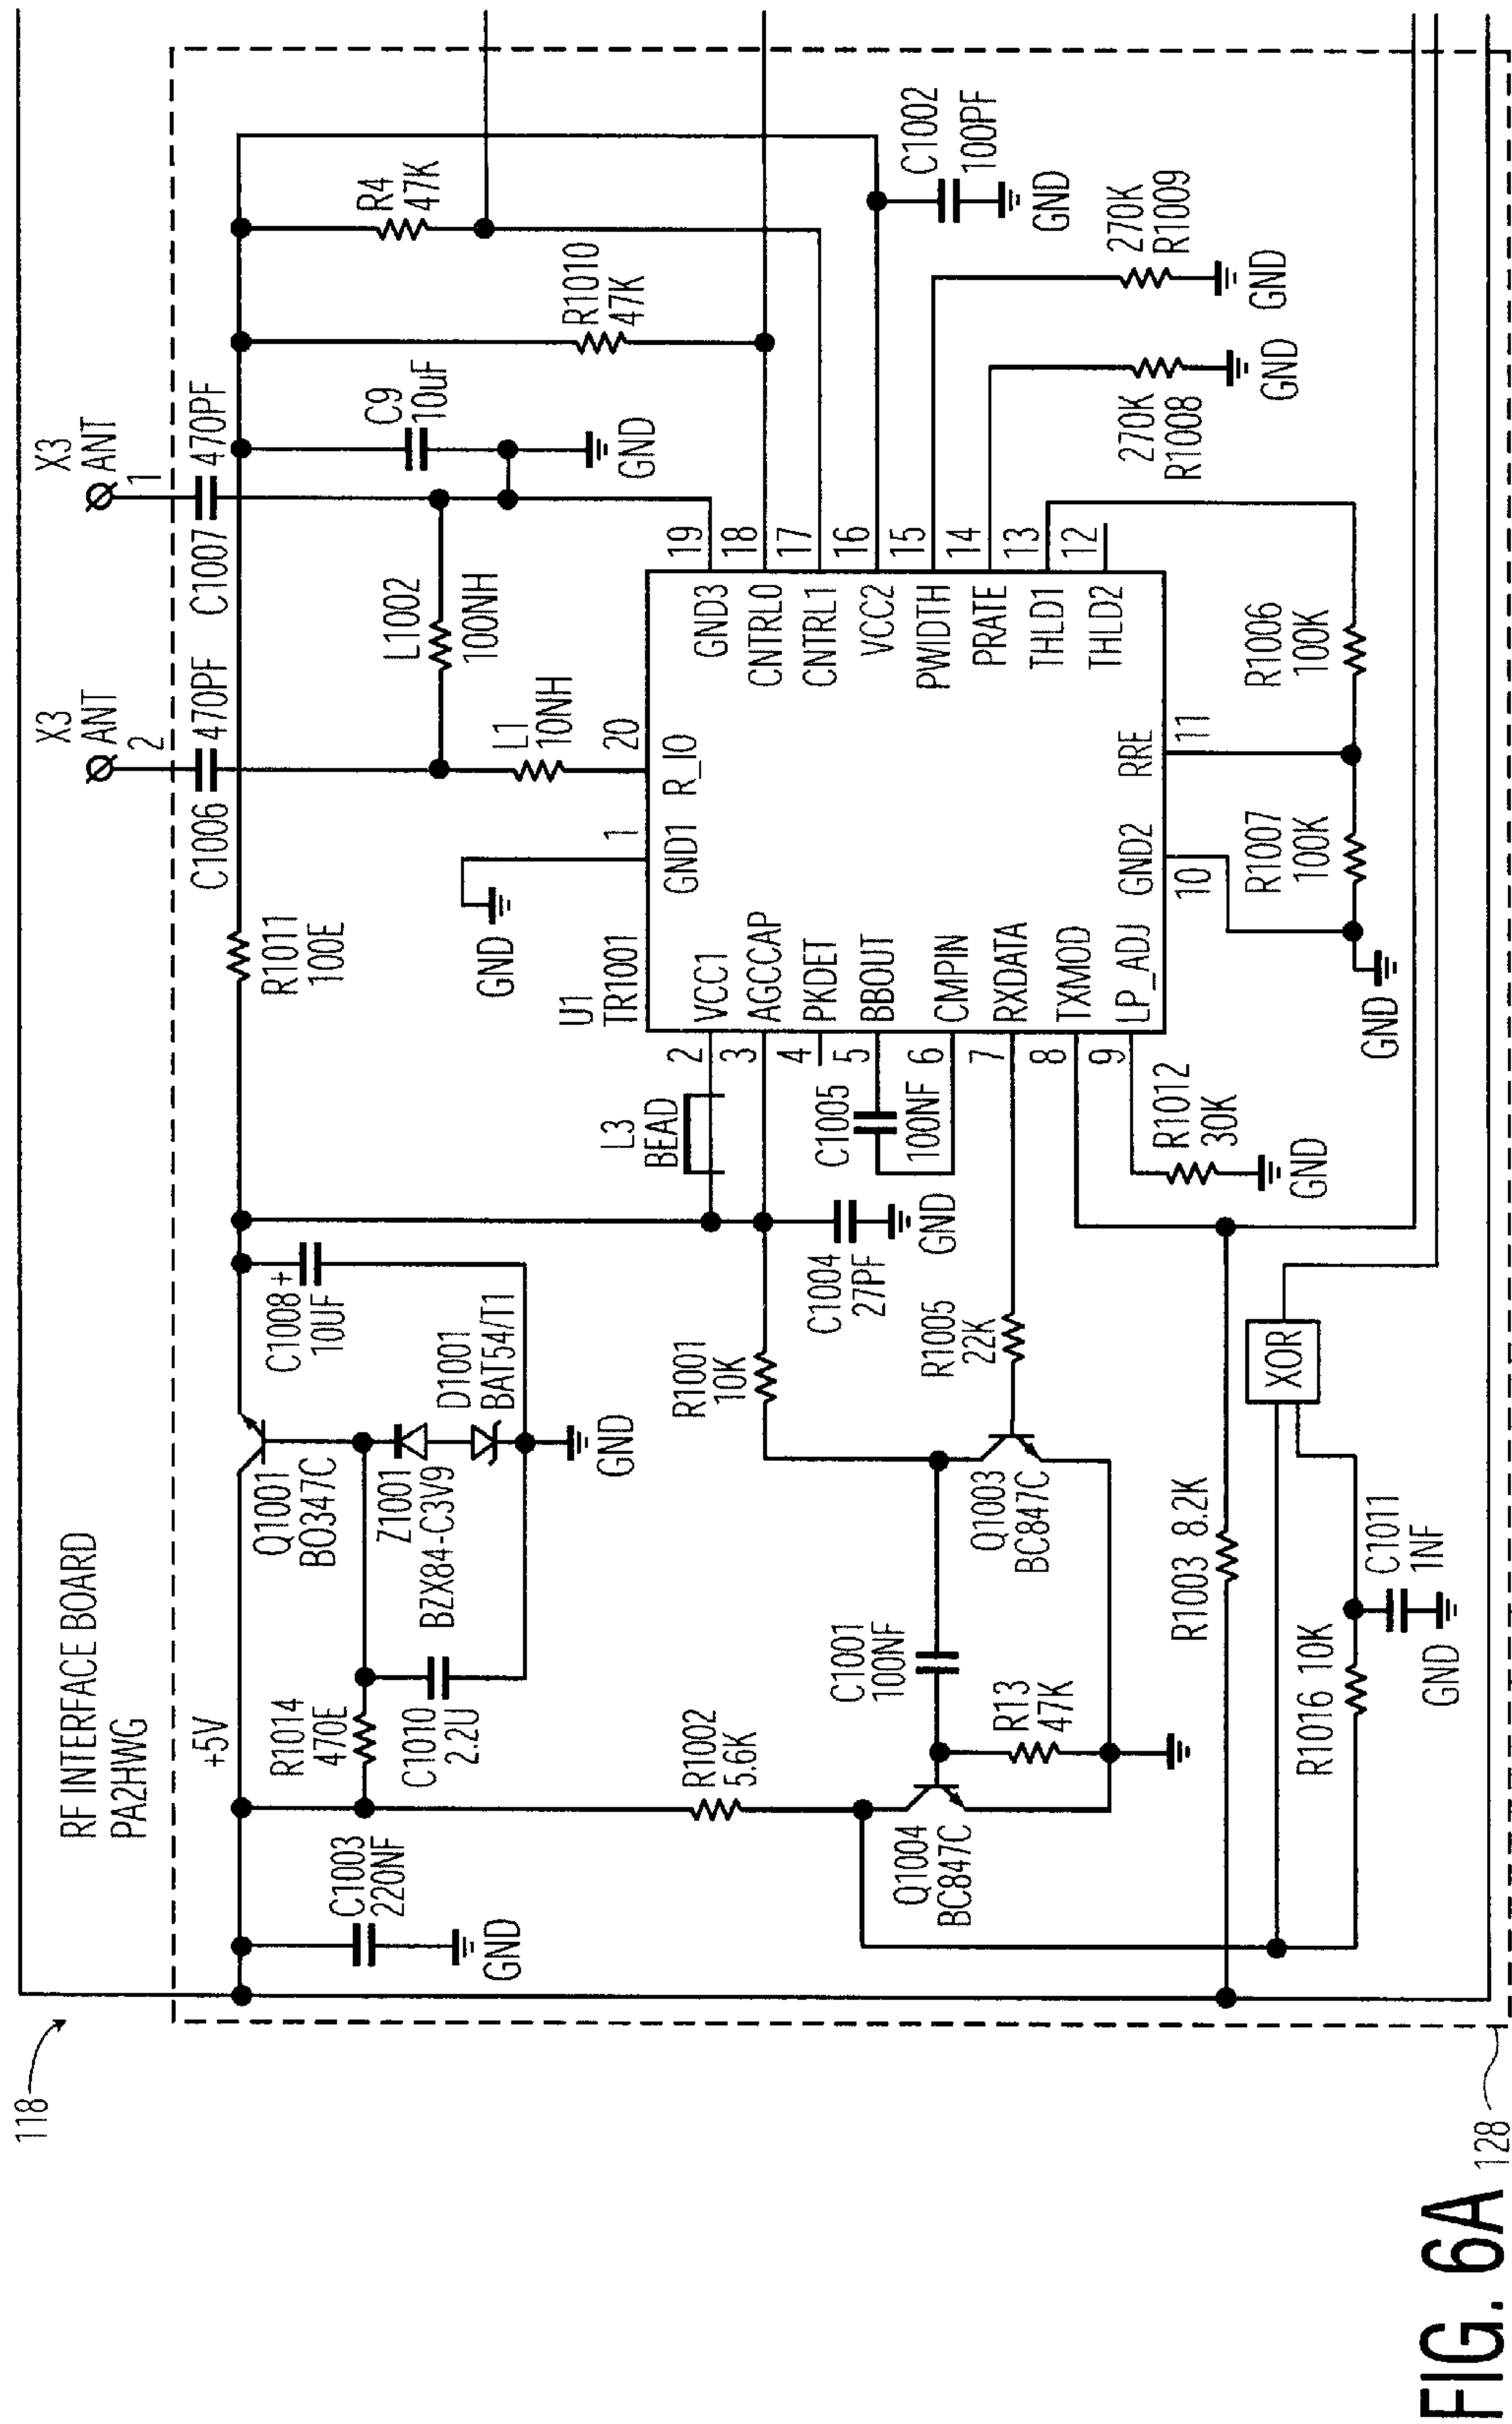 118
RF INTERFACE BOARD
PA2HWG
X3
ANT
2
X3
ANT
1
C1006
470PF
C1007
470PF
+5V
C1003
220NF
R1014
470E
C1010
2.2U
Q1001
BO347C
Z1001
BZX84-C3V9
D1001
BAT54/T1
GND
C1008
+
10UF
R1011
100E
GND
L1
10NH
L1002
100NH
C9
10uF
GND
R1010
47K
R4
47K
GND
R1002
5.6K
R1001
10K
L3
BEAD
U1
TR1001
1
20
GND1
R_IO
2
3
4
5
6
7
8
9
VCC1
AGCCAP
PKDET
BBOUT
CMPIN
RXDATA
TXMOD
LP_ADJ
19
18
17
16
15
14
13
12
GND3
CNTRL0
CNTRL1
VCC2
PWIDTH
PRATE
THLD1
THLD2
GND2
RRE
10
11
C1002
100PF
GND
270K
R1009
GND
270K
R1008
GND
C1004
27PF
GND
C1005
100NF
Q1004
BC847C
C1001
100NF
R13
47K
Q1003
BC847C
R1005
22K
R1012
30K
GND
R1007
100K
R1006
100K
GND
R1003 8.2K
XOR
R1016 10K
C1011
1NF
GND
128
FIG. 6A